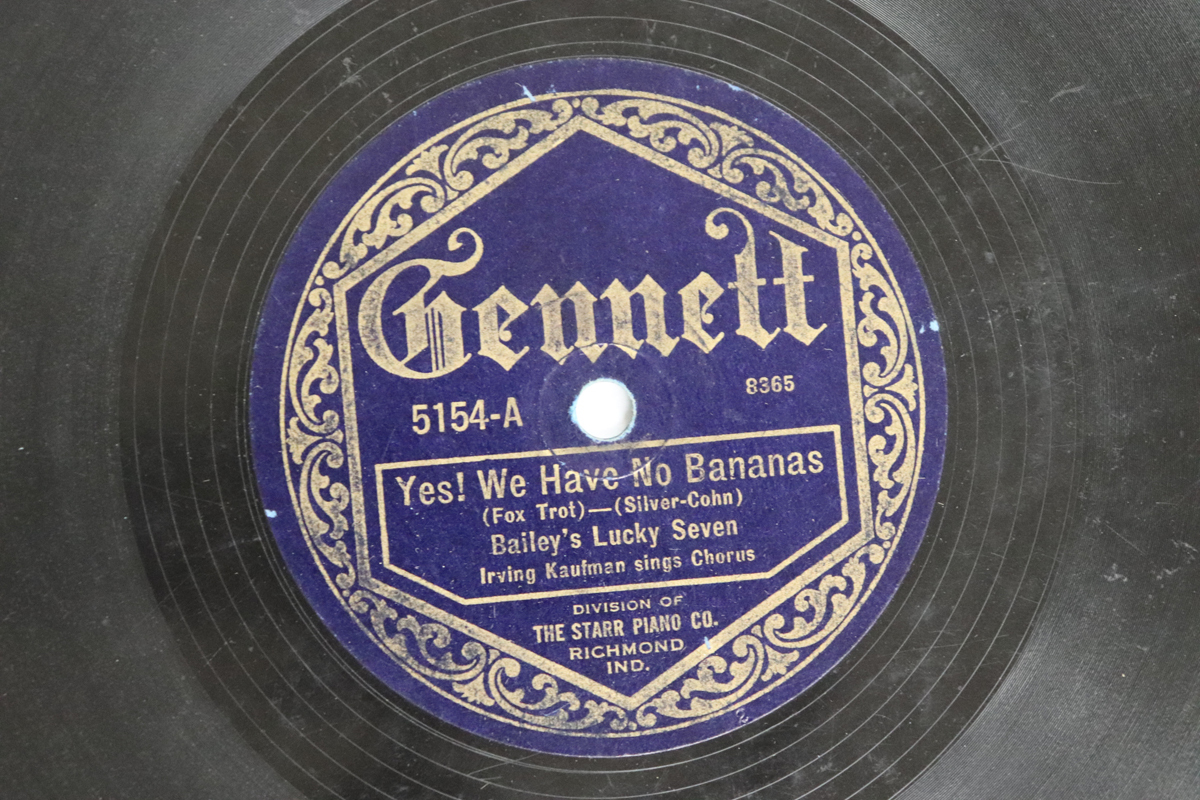 Gennett
8365
5154-A
Yes! We Have No Bananas
(Fox Trot)—(Silver-Cohn)
Bailey's Lucky Seven
Irving Kaufman sings Chorus
DIVISION OF
THE STARR PIANO CO.
RICHMOND
IND.
2